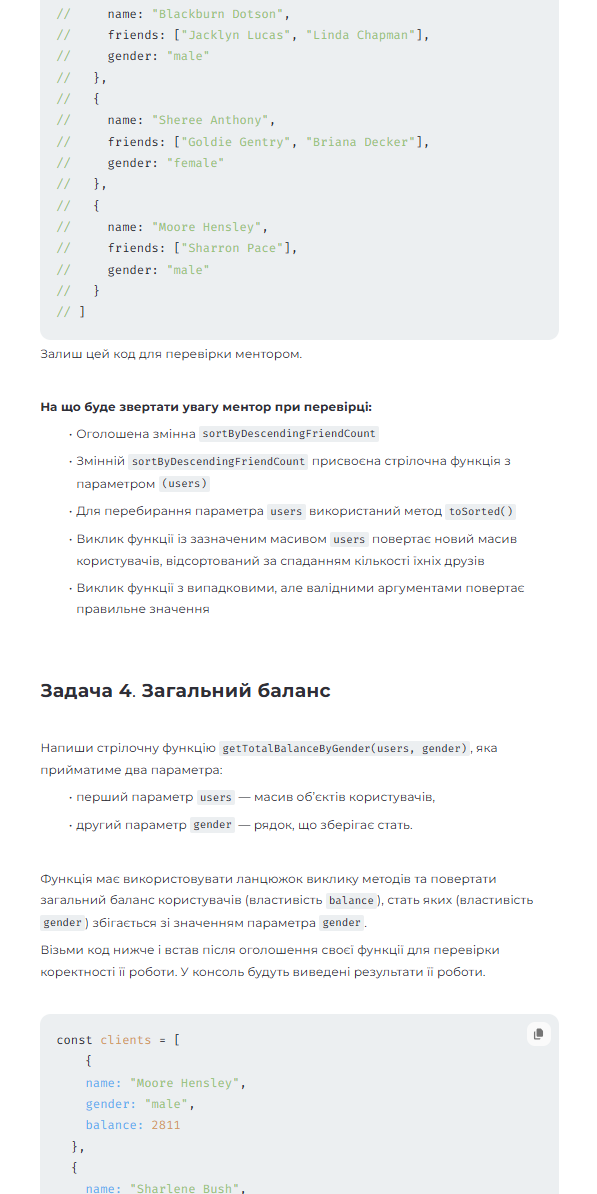 //     name: "Blackburn Dotson",
//     friends: ["Jacklyn Lucas", "Linda Chapman"],
//     gender: "male"
//   },
//   {
//     name: "Sheree Anthony",
//     friends: ["Goldie Gentry", "Briana Decker"],
//     gender: "female"
//   },
//   {
//     name: "Moore Hensley",
//     friends: ["Sharron Pace"],
//     gender: "male"
//   }
// ]
Залиш цей код для перевірки ментором.
На що буде звертати увагу ментор при перевірці:
• Оголошена змінна sortByDescendingFriendCount
• Змінній sortByDescendingFriendCount присвоєна стрілочна функція з
параметром (users)
• Для перебирання параметра users використаний метод toSorted()
• Виклик функції із зазначеним масивом users повертає новий масив
користувачів, відсортований за спаданням кількості їхніх друзів
• Виклик функції з випадковими, але валідними аргументами повертає
правильне значення
Задача 4. Загальний баланс
Напиши стрілочну функцію getTotalBalanceByGender(users, gender), яка
прийматиме два параметра:
• перший параметр users — масив об’єктів користувачів,
• другий параметр gender — рядок, що зберігає стать.
Функція має використовувати ланцюжок виклику методів та повертати
загальний баланс користувачів (властивість balance), стать яких (властивість
gender) збігається зі значенням параметра gender.
Візьми код нижче і встав після оголошення своєї функції для перевірки
коректності її роботи. У консоль будуть виведені результати її роботи.
const clients = [
    {
    name: "Moore Hensley",
    gender: "male",
    balance: 2811
  },
  {
    name: "Sharlene Bush",